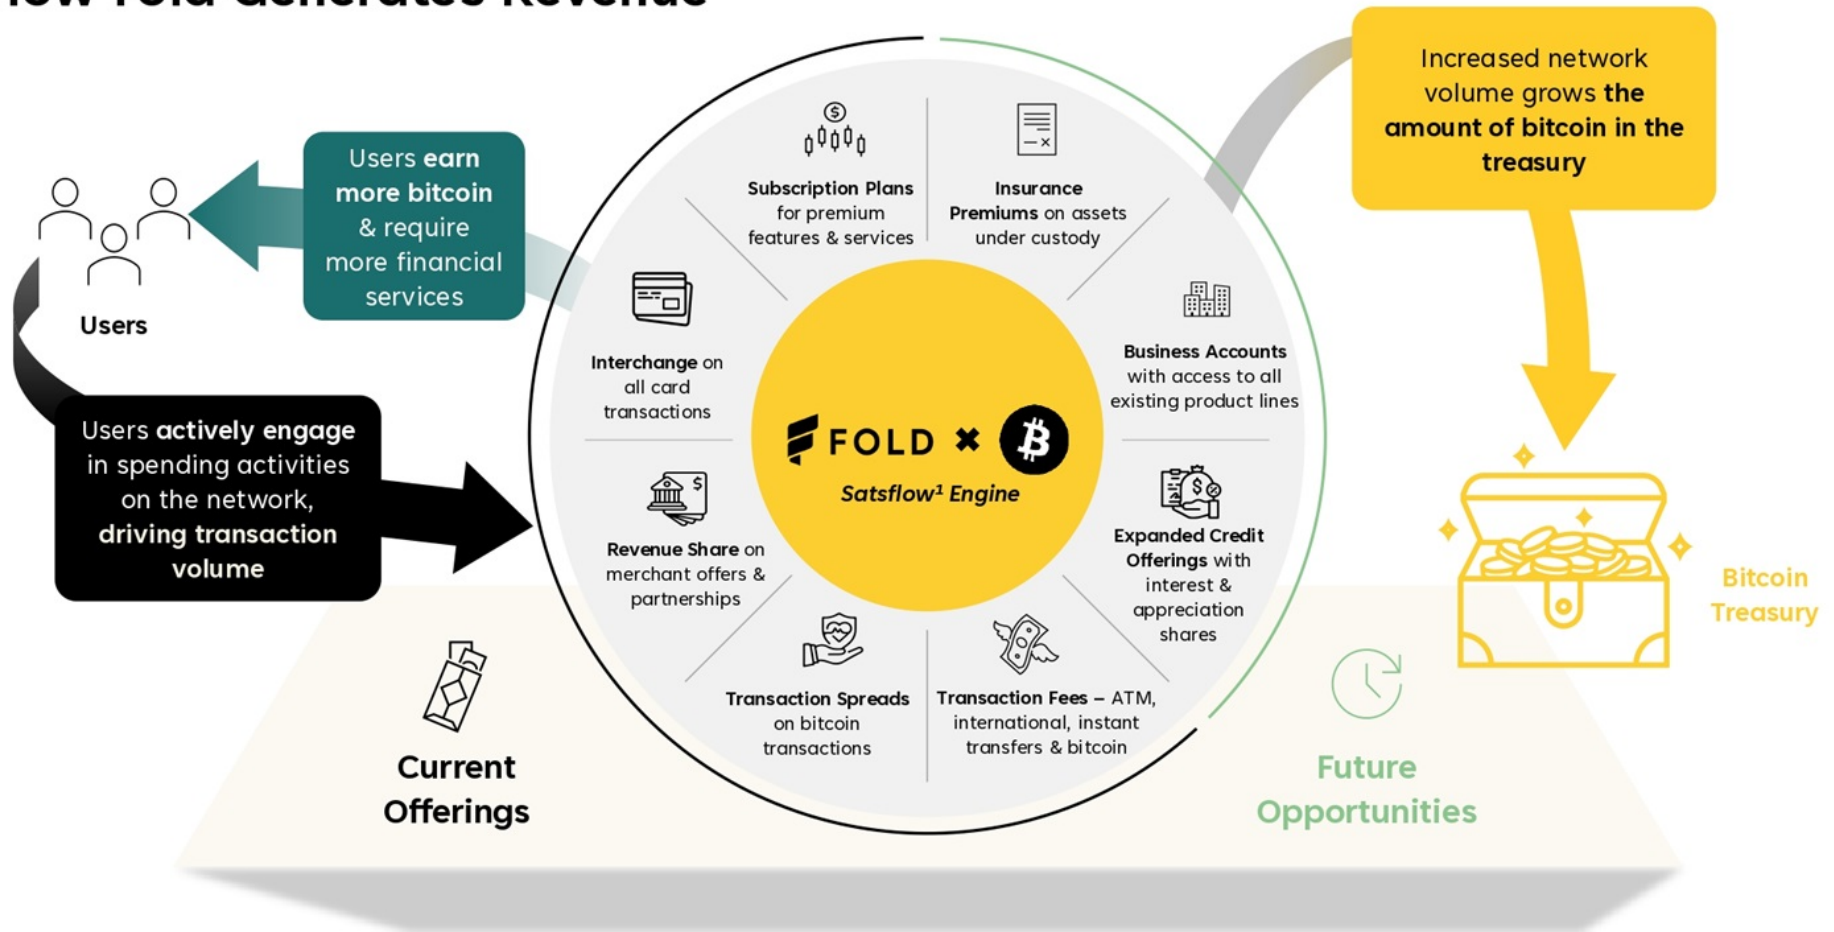 How Fold Generates Revenue
Increased network
volume grows the
amount of bitcoin in the
treasury
Users earn
more bitcoin
& require
more financial
services
Users
Users actively engage
in spending activities
on the network,
driving transaction
volume
Subscription Plans
for premium
features & services
Insurance
Premiums on assets
under custody
Interchange on
all card
transactions
Business Accounts
with access to all
existing product lines
FOLD × ₿
Satsflow¹ Engine
Revenue Share on
merchant offers &
partnerships
Expanded Credit
Offerings with
interest &
appreciation
shares
Transaction Spreads
on bitcoin
transactions
Transaction Fees – ATM,
international, instant
transfers & bitcoin
Bitcoin
Treasury
Current
Offerings
Future
Opportunities